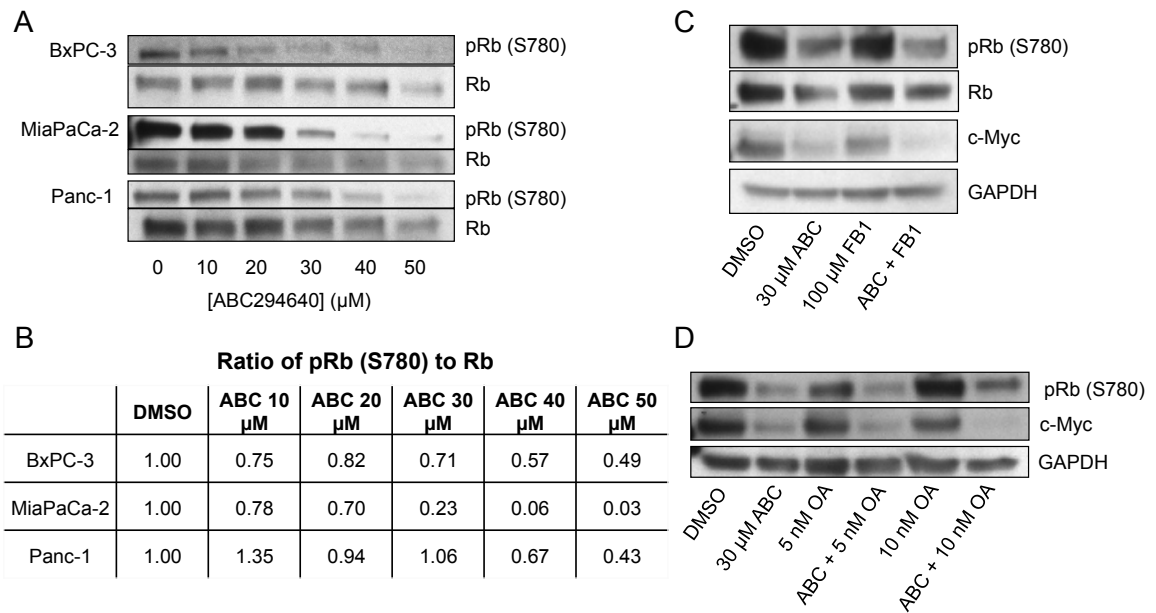 A
BxPC-3
pRb (S780)
Rb
MiaPaCa-2
pRb (S780)
Rb
Panc-1
pRb (S780)
Rb
0 10 20 30 40 50
[ABC294640] (µM)
B
Ratio of pRb (S780) to Rb
DMSO ABC 10 µM ABC 20 µM ABC 30 µM ABC 40 µM ABC 50 µM
BxPC-3 1.00 0.75 0.82 0.71 0.57 0.49
MiaPaCa-2 1.00 0.78 0.70 0.23 0.06 0.03
Panc-1 1.00 1.35 0.94 1.06 0.67 0.43
C
pRb (S780)
Rb
c-Myc
GAPDH
DMSO
30 µM ABC
100 µM FB1
ABC + FB1
D
pRb (S780)
c-Myc
GAPDH
DMSO
30 µM ABC
5 nM OA
ABC + 5 nM OA
10 nM OA
ABC + 10 nM OA